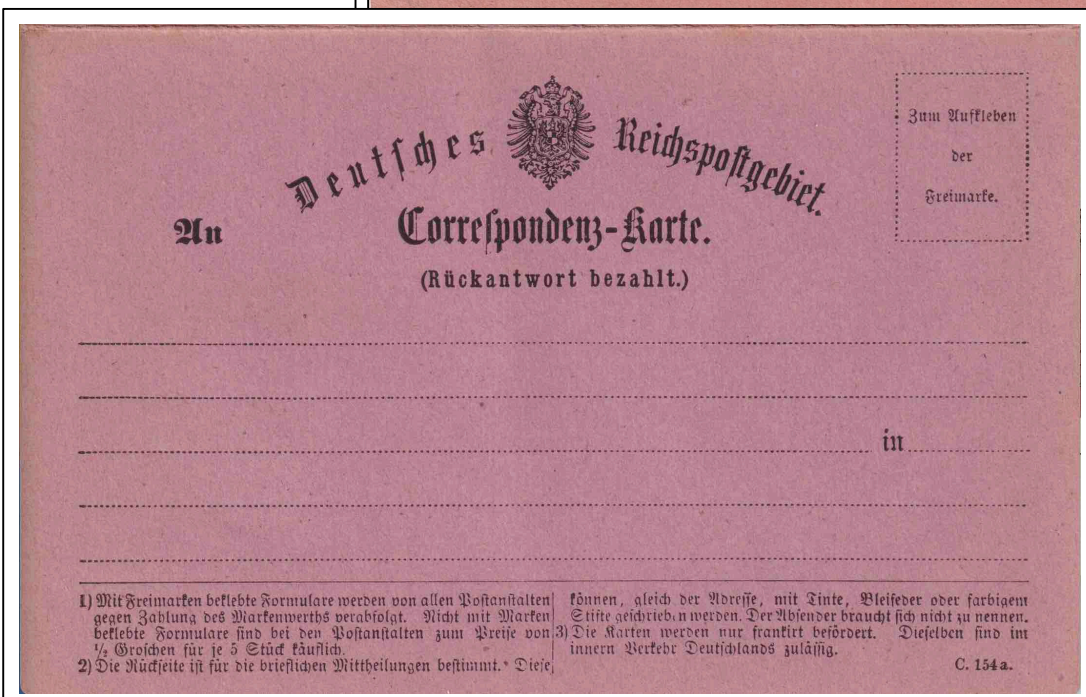 Deutsches Reichspostgebiet.
Zum Aufkleben
der
Freimarke.
An
Correspondenz-Karte.
(Rückantwort bezahlt.)
in
1) Mit Freimarken beklebte Formulare werden von allen Postanstalten
gegen Zahlung des Markenwerths verabfolgt. Nicht mit Marken
beklebte Formulare sind bei den Postanstalten zum Preise von
½ Groschen für je 5 Stück käuflich.
2) Die Rückseite ist für die brieflichen Mittheilungen bestimmt. Diese
können, gleich der Adresse, mit Tinte, Bleifeder oder farbigem
Stifte geschrieben werden. Der Absender braucht sich nicht zu nennen.
3) Die Karten werden nur frankirt befördert. Dieselben sind im
innern Verkehr Deutschlands zulässig.
C. 154a.